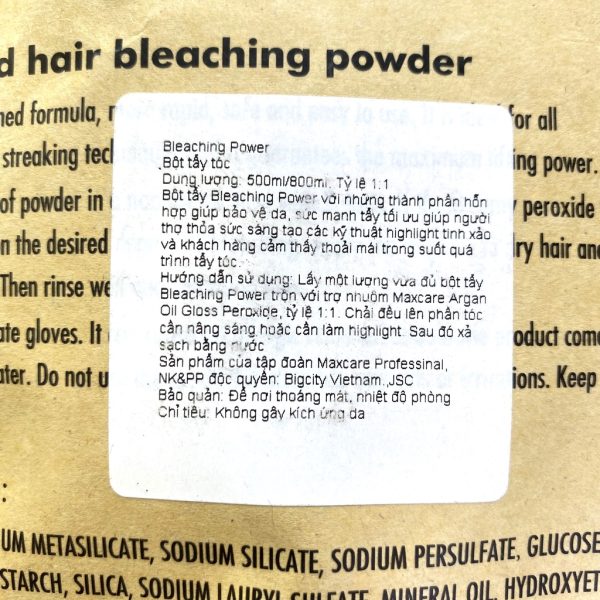 d hair bleaching powder
ned formula, for all
streaking tec ing power.
of powder in peroxide
n the desired ry hair and
Then rinse we
ate gloves. It oduct com
ater. Do not u ions. Keep
Bleaching Power
Bột tẩy tóc
Dung lượng: 500ml/800ml. Tỷ lệ 1:1
Bột tẩy Bleaching Power với những thành phần hỗn
hợp giúp bảo vệ da, sức mạnh tẩy tối ưu giúp người
thợ thỏa sức sáng tạo các kỹ thuật highlight tinh xảo
và khách hàng cảm thấy thoải mái trong suốt quá
trình tẩy tóc.
Hướng dẫn sử dụng: Lấy một lượng vừa đủ bột tẩy
Bleaching Power trộn với trợ nhuộm Maxcare Argan
Oil Gloss Peroxide, tỷ lệ 1:1. Chải đều lên phần tóc
cần nâng sáng hoặc cần làm highlight. Sau đó xả
sạch bằng nước
Sản phẩm của tập đoàn Maxcare Professinal,
NK&PP độc quyền: Bigcity Vietnam.,JSC
Bảo quản: Để nơi thoáng mát, nhiệt độ phòng
Chỉ tiêu: Không gây kích ứng da
:
UM METASILICATE, SODIUM SILICATE, SODIUM PERSULFATE, GLUCOSE
STARCH, SILICA, SODIUM LAURYL SULFATE, MINERAL OIL, HYDROXYET